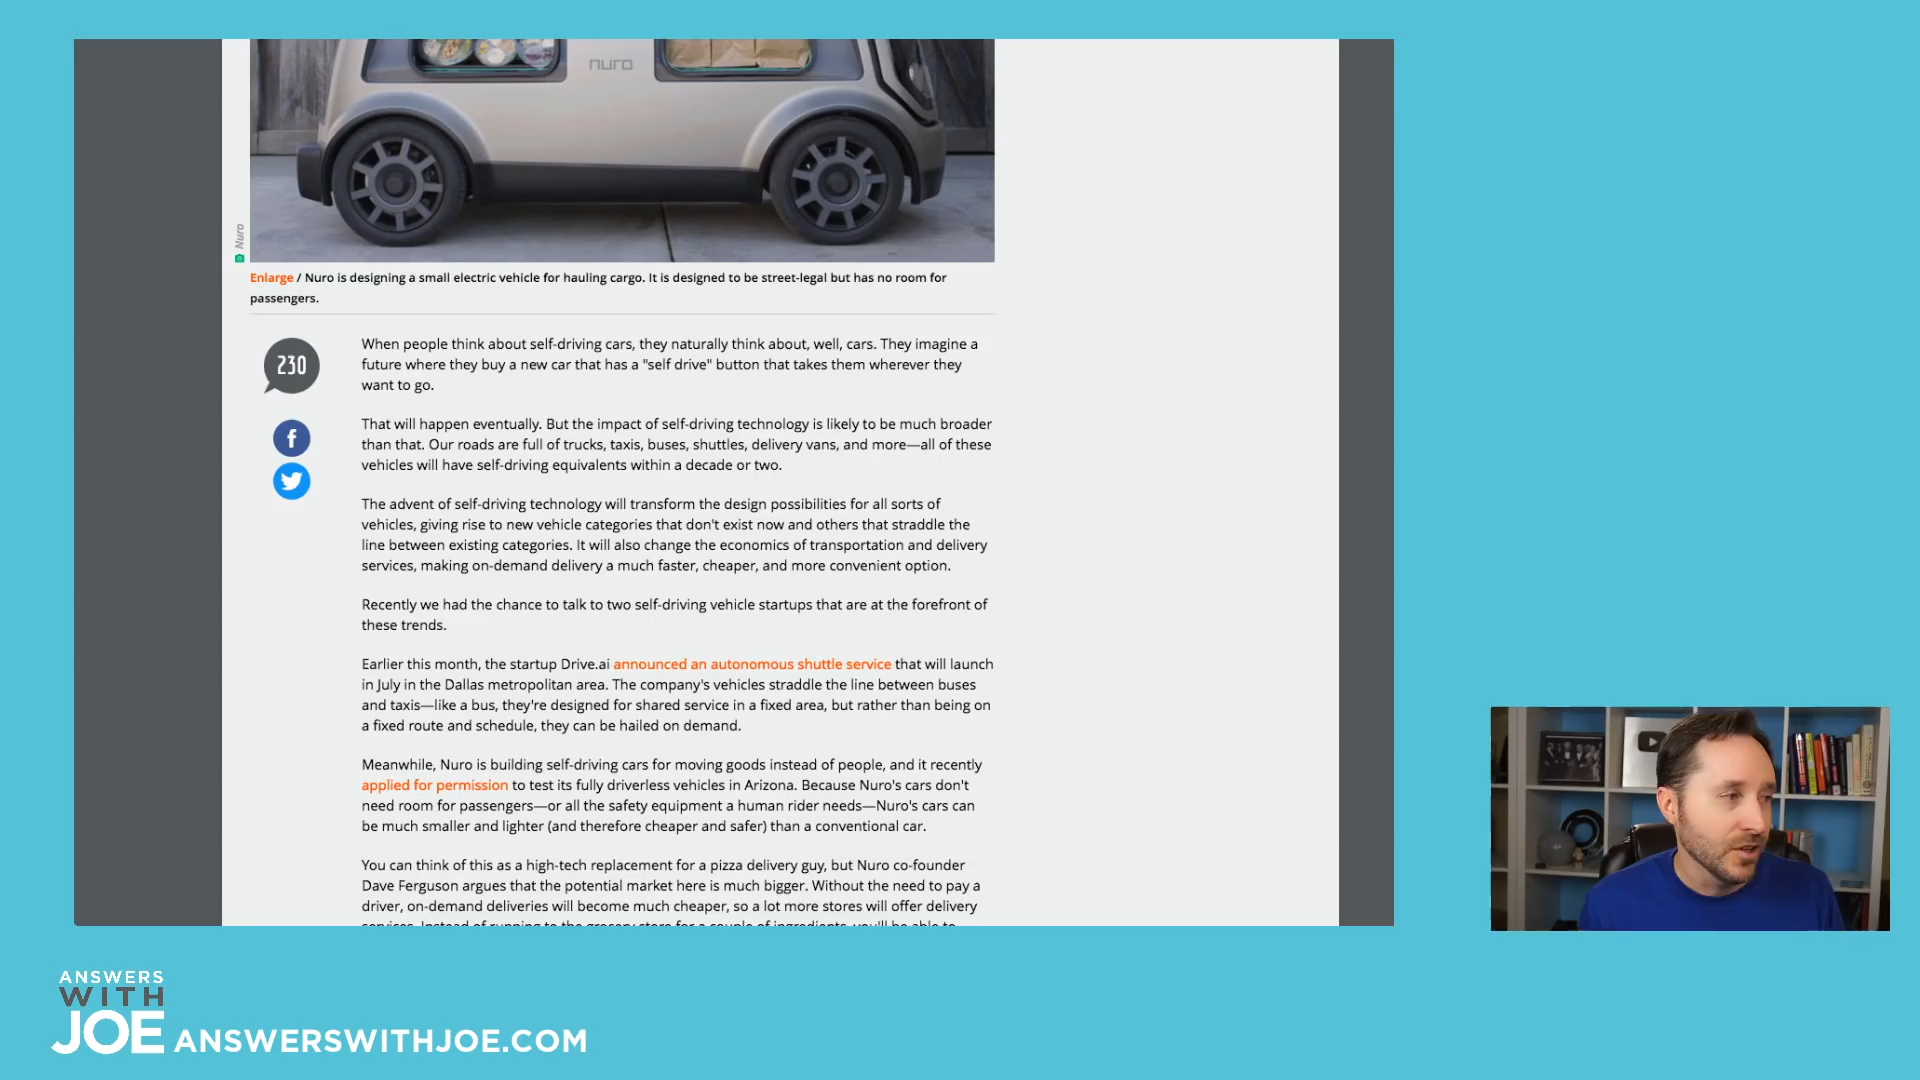 nuro
Nuro
Enlarge / Nuro is designing a small electric vehicle for hauling cargo. It is designed to be street-legal but has no room for
passengers.
230
When people think about self-driving cars, they naturally think about, well, cars. They imagine a
future where they buy a new car that has a "self drive" button that takes them wherever they
want to go.
That will happen eventually. But the impact of self-driving technology is likely to be much broader
than that. Our roads are full of trucks, taxis, buses, shuttles, delivery vans, and more—all of these
vehicles will have self-driving equivalents within a decade or two.
The advent of self-driving technology will transform the design possibilities for all sorts of
vehicles, giving rise to new vehicle categories that don't exist now and others that straddle the
line between existing categories. It will also change the economics of transportation and delivery
services, making on-demand delivery a much faster, cheaper, and more convenient option.
Recently we had the chance to talk to two self-driving vehicle startups that are at the forefront of
these trends.
Earlier this month, the startup Drive.ai announced an autonomous shuttle service that will launch
in July in the Dallas metropolitan area. The company's vehicles straddle the line between buses
and taxis—like a bus, they're designed for shared service in a fixed area, but rather than being on
a fixed route and schedule, they can be hailed on demand.
Meanwhile, Nuro is building self-driving cars for moving goods instead of people, and it recently
applied for permission to test its fully driverless vehicles in Arizona. Because Nuro's cars don't
need room for passengers—or all the safety equipment a human rider needs—Nuro's cars can
be much smaller and lighter (and therefore cheaper and safer) than a conventional car.
You can think of this as a high-tech replacement for a pizza delivery guy, but Nuro co-founder
Dave Ferguson argues that the potential market here is much bigger. Without the need to pay a
driver, on-demand deliveries will become much cheaper, so a lot more stores will offer delivery
services. Instead of running to the grocery store for a couple of ingredients, you'll be able to
ANSWERS
WITH
JOE
ANSWERSWITHJOE.COM